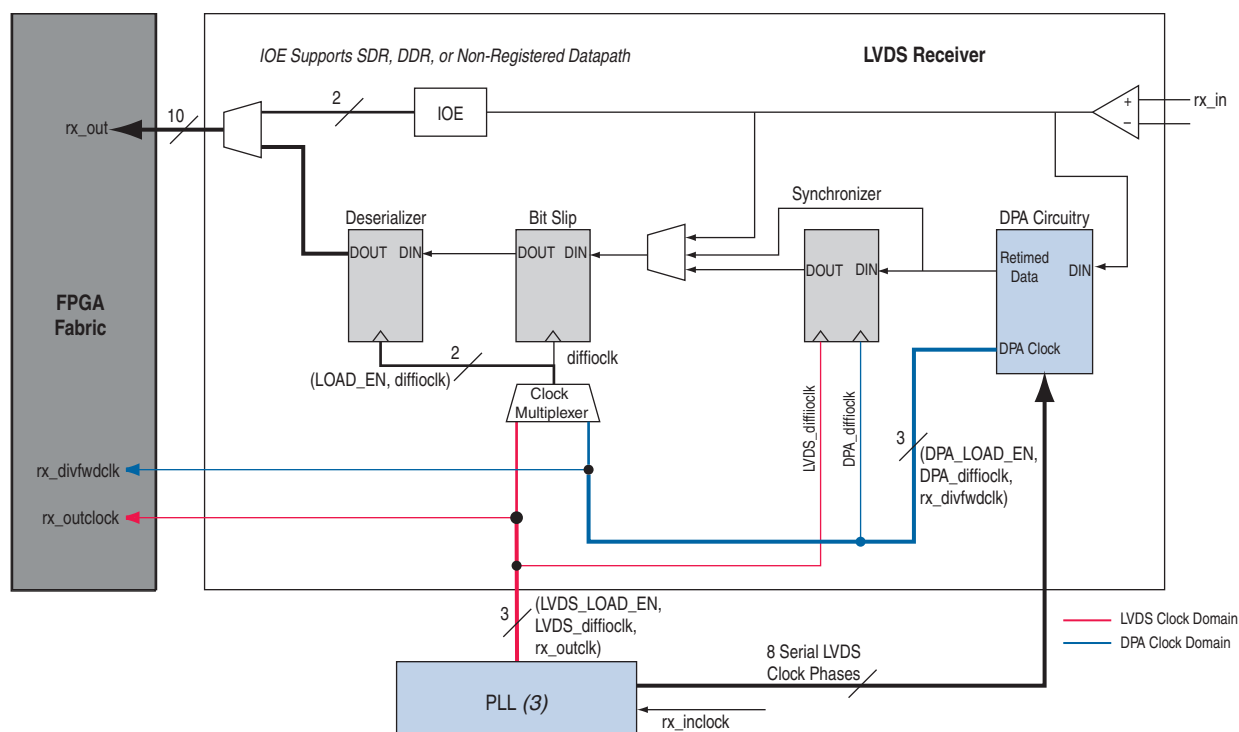 IOE Supports SDR, DDR, or Non-Registered Datapath
LVDS Receiver
rx_out
10
2
IOE
+
−
rx_in
Synchronizer
Deserializer
Bit Slip
DPA Circuitry
DOUT DIN
DOUT DIN
DOUT DIN
Retimed
Data
DIN
FPGA
Fabric
2
(LOAD_EN, diffioclk)
diffioclk
DPA Clock
Clock
Multiplexer
LVDS_diffiioclk
DPA_diffioclk
3
(DPA_LOAD_EN,
DPA_diffioclk,
rx_divfwdclk)
rx_divfwdclk
rx_outclock
3
(LVDS_LOAD_EN,
LVDS_diffioclk,
rx_outclk)
LVDS Clock Domain
DPA Clock Domain
8 Serial LVDS
Clock Phases
PLL (3)
rx_inclock